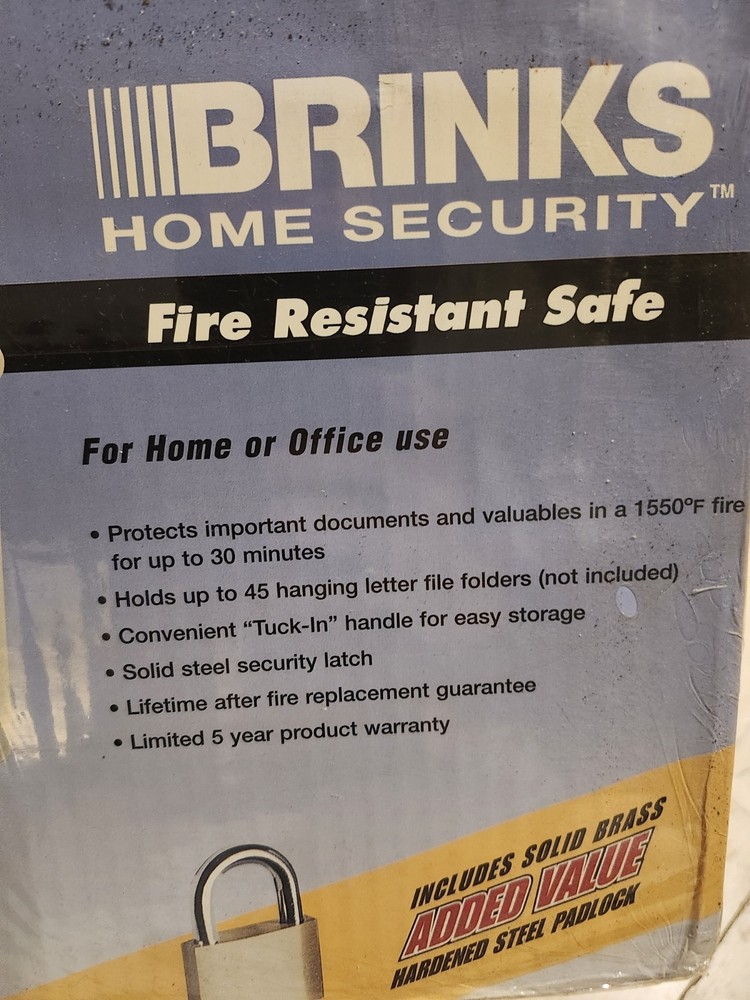 BRINKS
HOME SECURITY™
Fire Resistant Safe
For Home or Office use
• Protects important documents and valuables in a 1550ºF fire
for up to 30 minutes
• Holds up to 45 hanging letter file folders (not included)
• Convenient “Tuck-In” handle for easy storage
• Solid steel security latch
• Lifetime after fire replacement guarantee
• Limited 5 year product warranty
INCLUDES SOLID BRASS
ADDED VALUE
HARDENED STEEL PADLOCK